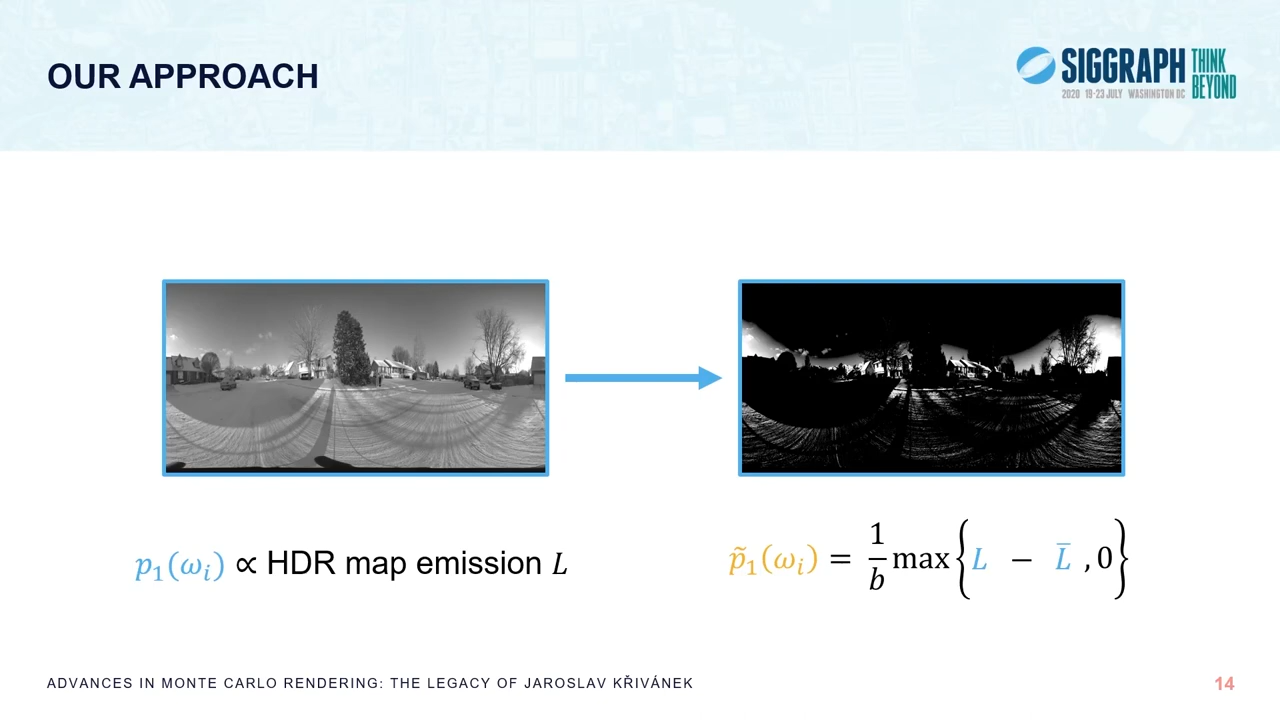 OUR APPROACH
SIGGRAPH THINK BEYOND
2020 19-23 JULY WASHINGTON DC
p₁(ωᵢ) ∝ HDR map emission L
p̃₁(ωᵢ) = 1/b max{L − L̄ , 0}
ADVANCES IN MONTE CARLO RENDERING: THE LEGACY OF JAROSLAV KŘIVÁNEK
14